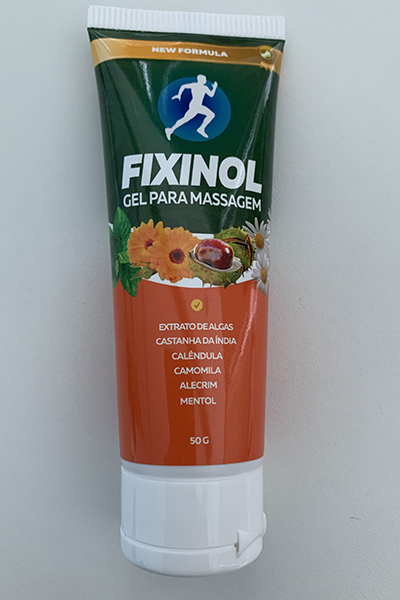 NEW FORMULA
FIXINOL
GEL PARA MASSAGEM
EXTRATO DE ALGAS
CASTANHA DA ÍNDIA
CALÊNDULA
CAMOMILA
ALECRIM
MENTOL
50 G